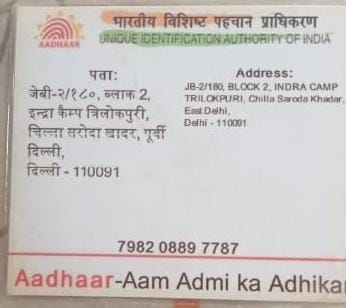 भारतीय विशिष्ट पहचान प्राधिकरण
AADHAAR
UNIQUE IDENTIFICATION AUTHORITY OF INDIA
पता:
जेबी-२/१८०, ब्लाक 2,
इन्द्रा कैम्प त्रिलोकपुरी,
चिल्ला सरोदा खादर, पूर्वी
दिल्ली,
दिल्ली - 110091
Address:
JB-2/180, BLOCK 2, INDRA CAMP
TRILOKPURI, Chilla Saroda Khadar,
East Delhi,
Delhi - 110091
7982 0889 7787
Aadhaar-Aam Admi ka Adhikar